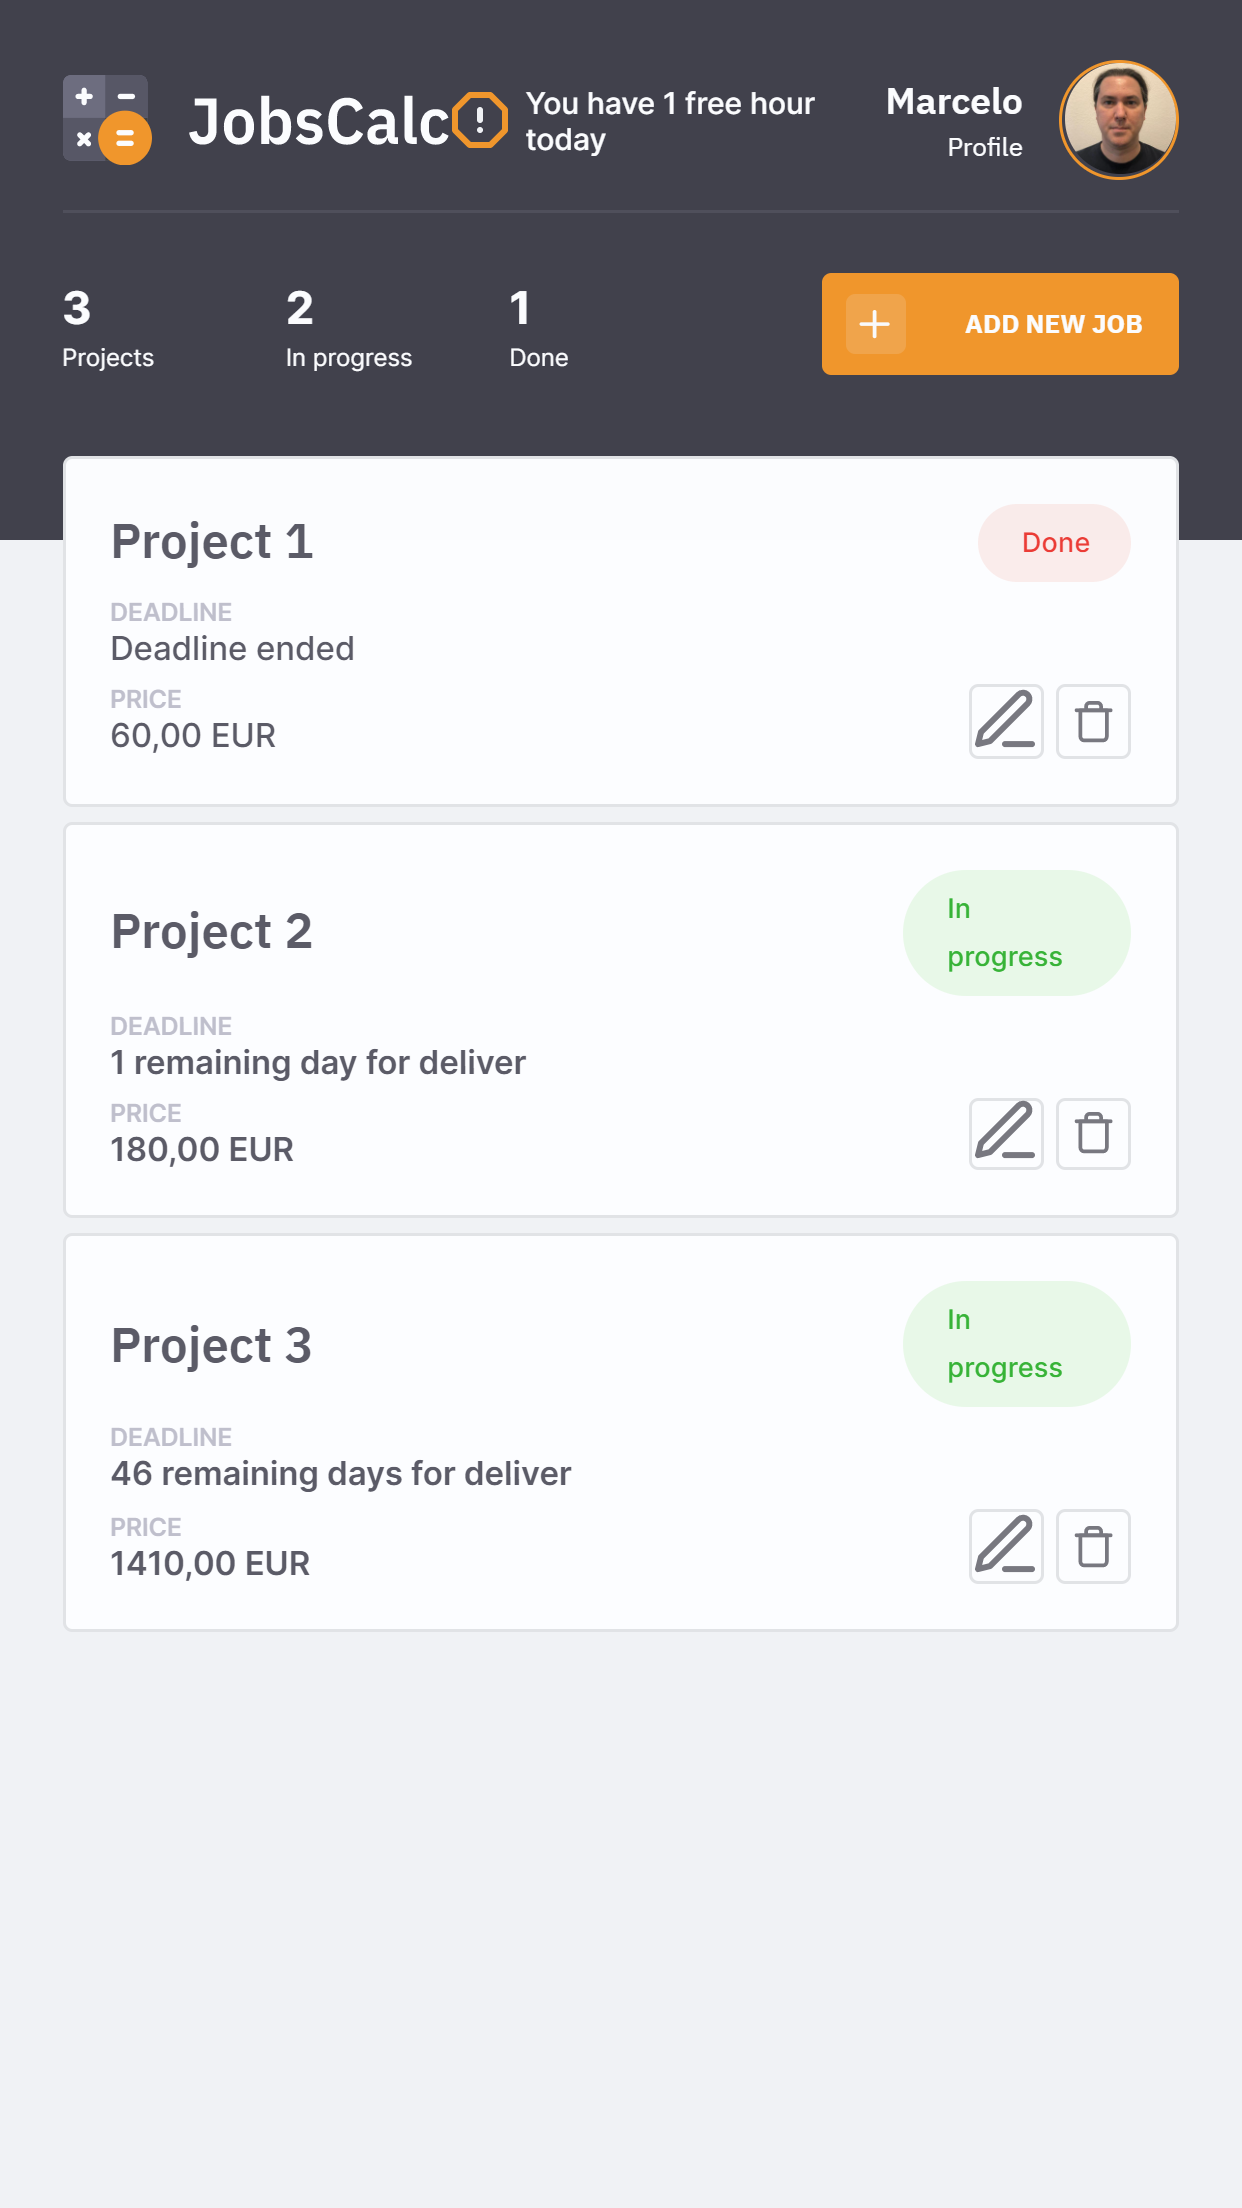 JobsCalc
You have 1 free hour
today
Marcelo
Profile
3
Projects
2
In progress
1
Done
ADD NEW JOB
Project 1
Done
DEADLINE
Deadline ended
PRICE
60,00 EUR
Project 2
In
progress
DEADLINE
1 remaining day for deliver
PRICE
180,00 EUR
Project 3
In
progress
DEADLINE
46 remaining days for deliver
PRICE
1410,00 EUR